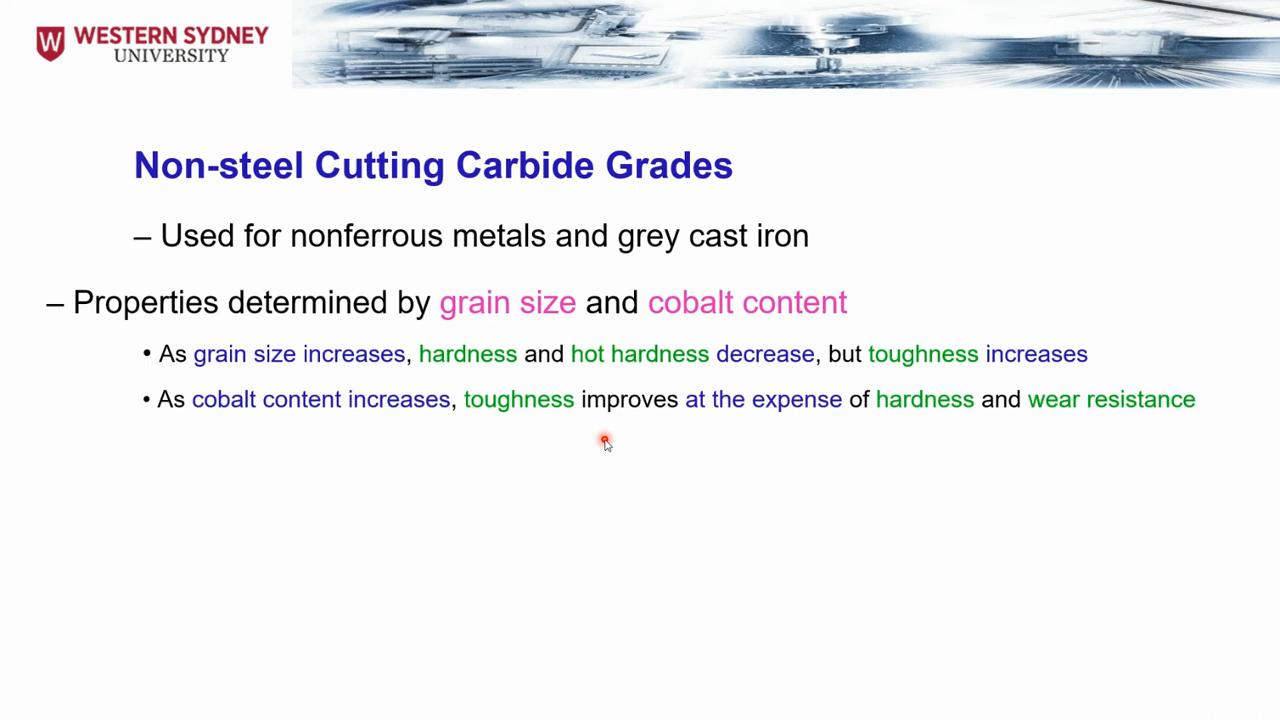 WESTERN SYDNEY
UNIVERSITY
Non-steel Cutting Carbide Grades
– Used for nonferrous metals and grey cast iron
– Properties determined by grain size and cobalt content
• As grain size increases, hardness and hot hardness decrease, but toughness increases
• As cobalt content increases, toughness improves at the expense of hardness and wear resistance